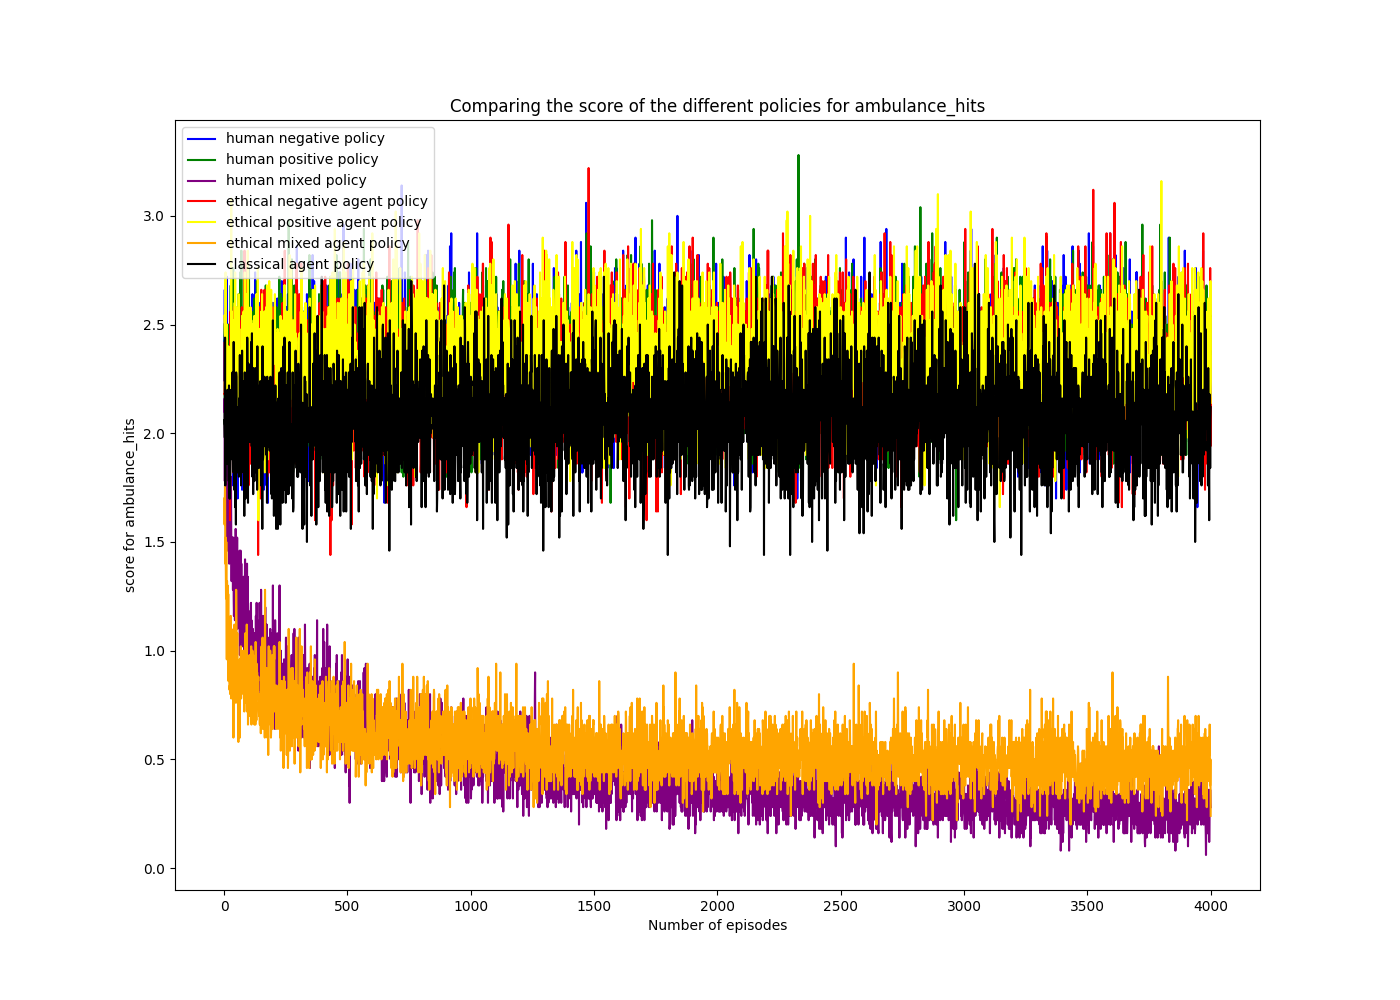 Comparing the score of the different policies for ambulance_hits
human negative policy
human positive policy
human mixed policy
ethical negative agent policy
ethical positive agent policy
ethical mixed agent policy
classical agent policy
score for ambulance_hits
3.0
2.5
2.0
1.5
1.0
0.5
0.0
0
500
1000
1500
2000
2500
3000
3500
4000
Number of episodes